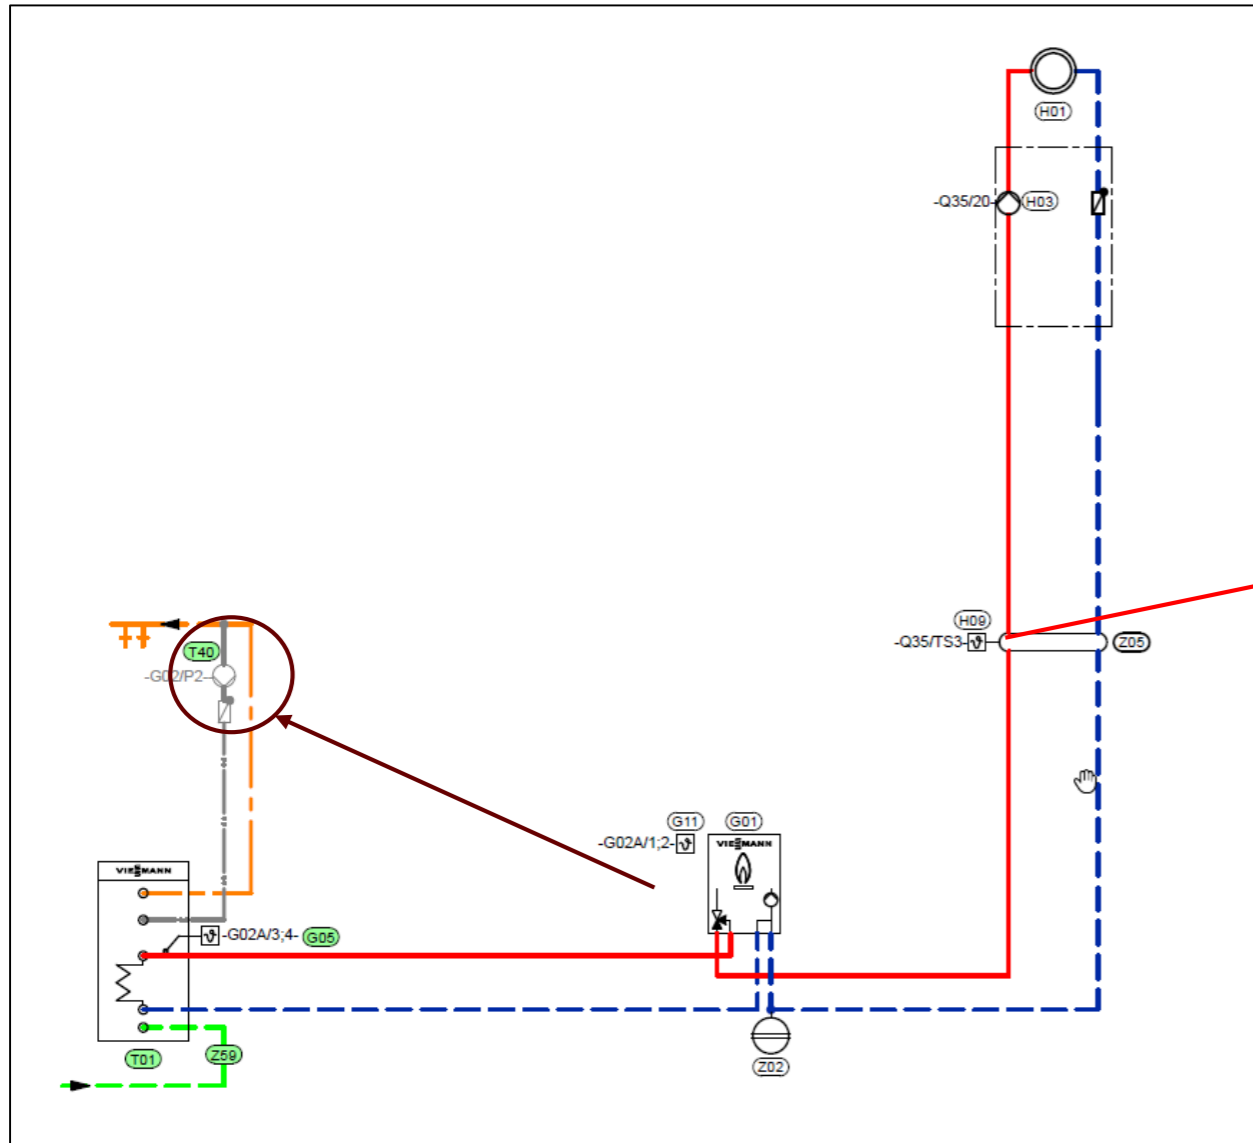 H01
-Q35/20-
H03
H09
-Q35/TS3-
Z05
T40
-G02/P2-
G11
G01
-G02A/1;2-
VIESMANN
VIESMANN
-G02A/3;4-
G05
T01
Z59
Z02